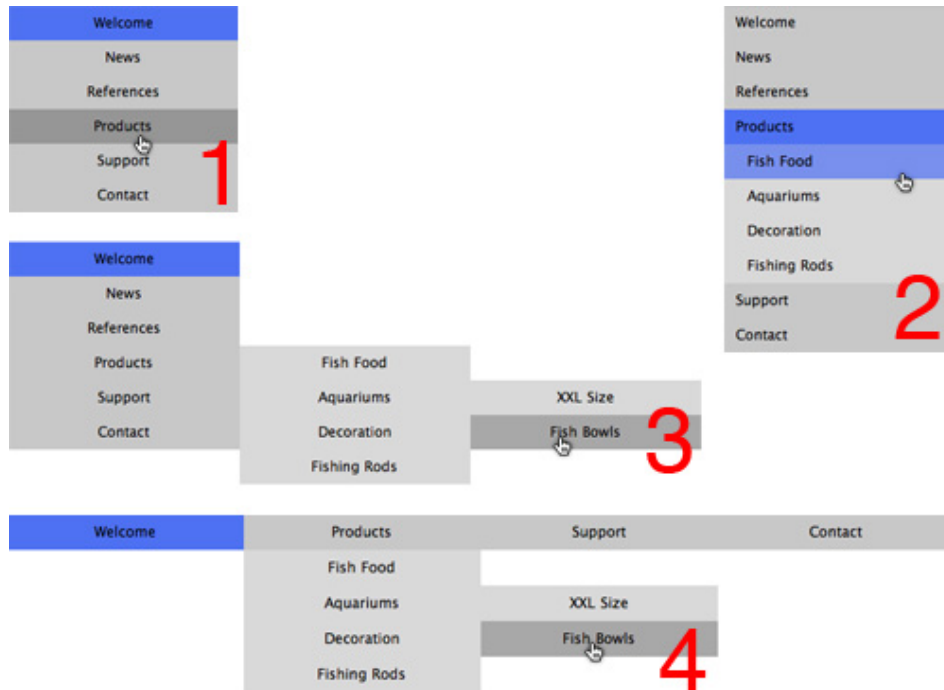 Welcome
News
References
Products
Support
Contact
1
Welcome
News
References
Products
Fish Food
Aquariums
Decoration
Fishing Rods
Support
Contact
2
Welcome
News
References
Products
Support
Contact
Fish Food
Aquariums
Decoration
Fishing Rods
XXL Size
Fish Bowls
3
Welcome Products Support Contact
Fish Food
Aquariums
Decoration
Fishing Rods
XXL Size
Fish Bowls
4